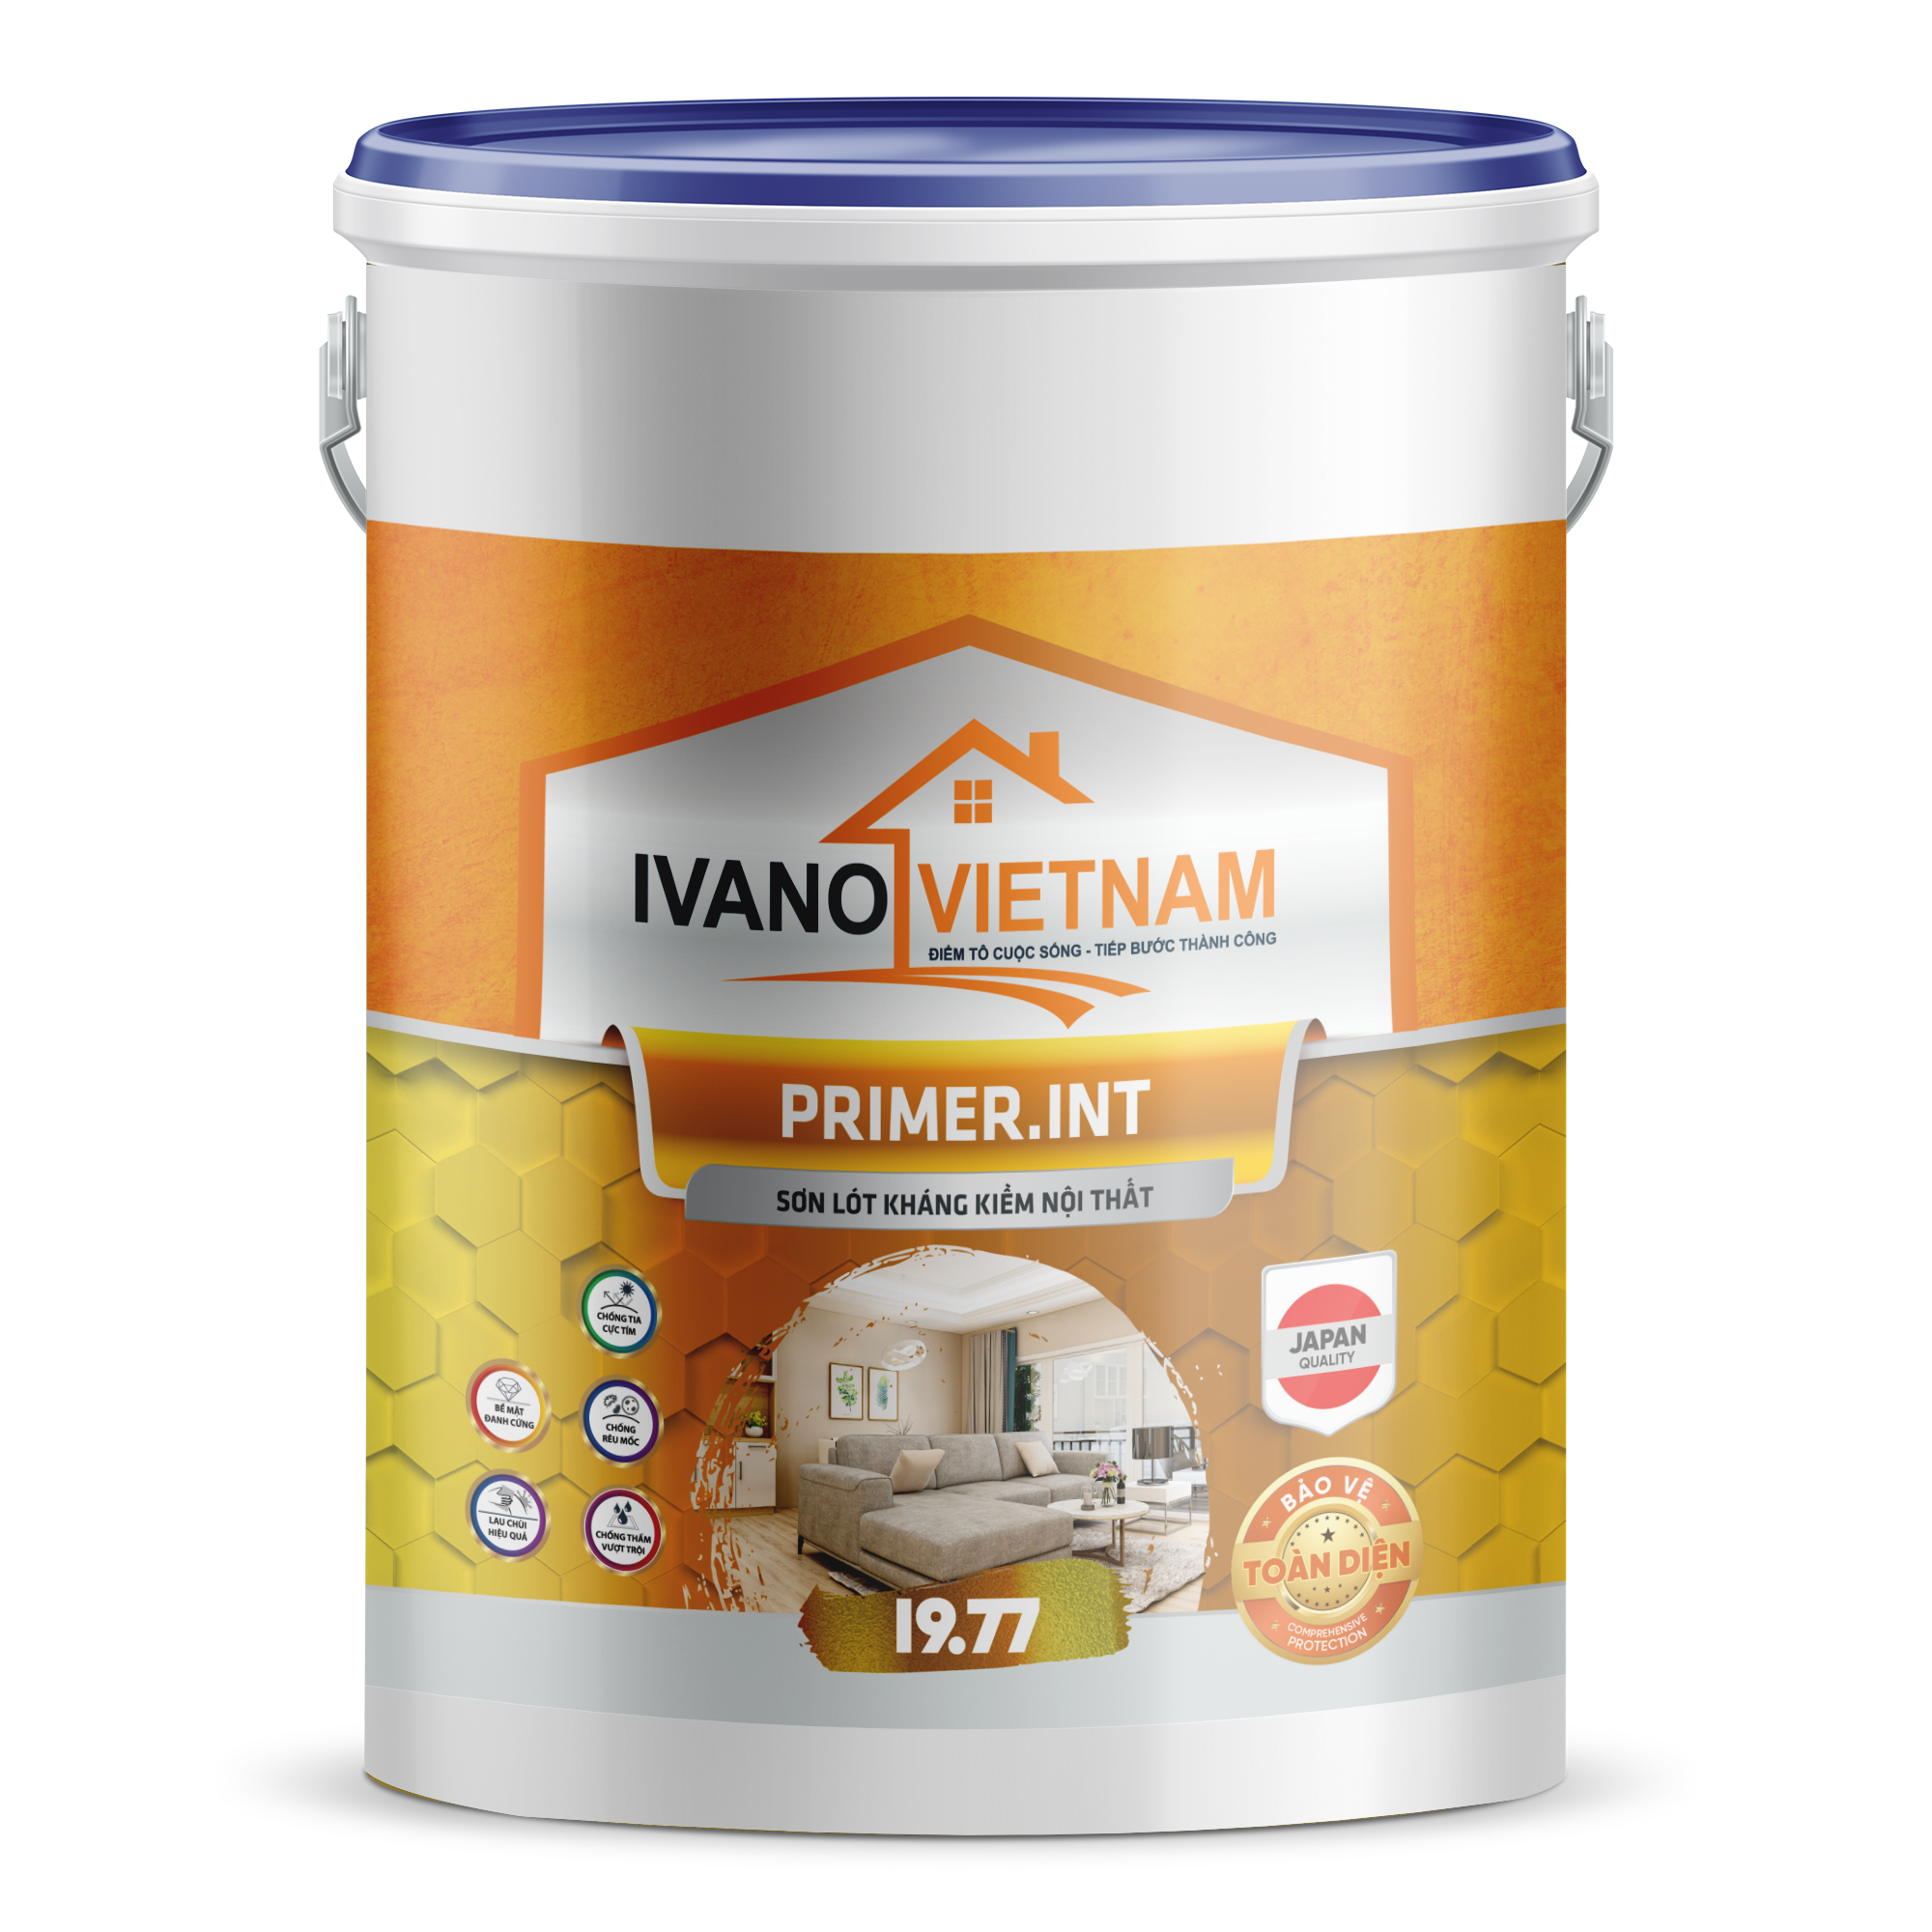 IVANO VIETNAM
ĐIỂM TÔ CUỘC SỐNG - TIẾP BƯỚC THÀNH CÔNG
PRIMER.INT
SƠN LÓT KHÁNG KIỀM NỘI THẤT
CHỐNG TIA
CỰC TÍM
BỀ MẶT
ĐANH CỨNG
CHỐNG
RÊU MỐC
LAU CHÙI
HIỆU QUẢ
CHỐNG THẤM
VƯỢT TRỘI
JAPAN
QUALITY
BẢO VỆ
TOÀN DIỆN
COMPREHENSIVE
PROTECTION
19.77